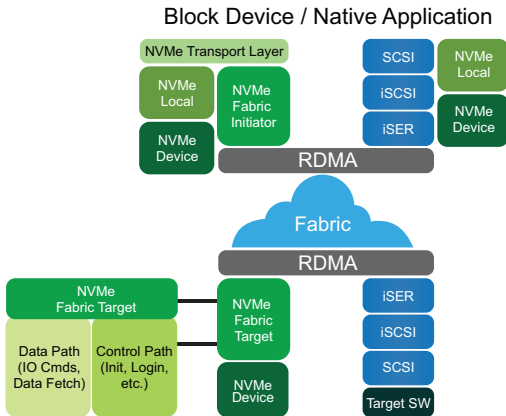 Block Device / Native Application
NVMe Transport Layer
NVMe
Local
NVMe
Device
NVMe
Fabric
Initiator
SCSI
iSCSI
iSER
NVMe
Local
NVMe
Device
RDMA
Fabric
RDMA
NVMe
Fabric Target
Data Path
(IO Cmds,
Data Fetch)
Control Path
(Init, Login,
etc.)
NVMe
Fabric
Target
NVMe
Device
iSER
iSCSI
SCSI
Target SW